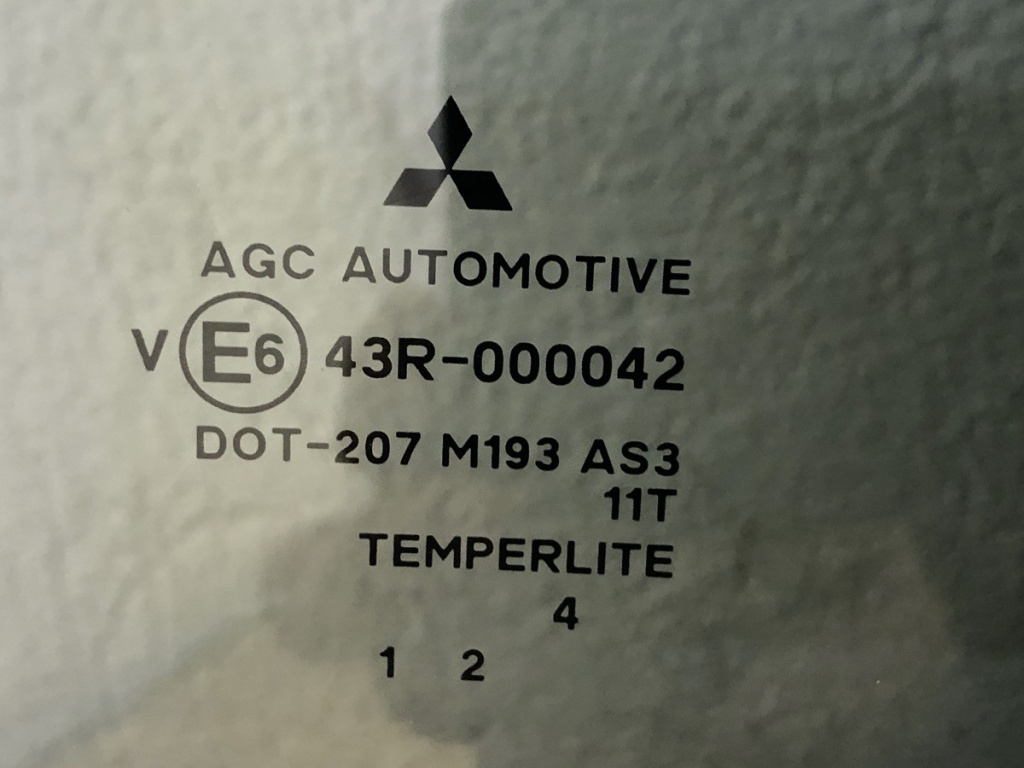 AGC AUTOMOTIVE
V E6 43R-000042
DOT-207 M193 AS3
11T
TEMPERLITE
4
1 2